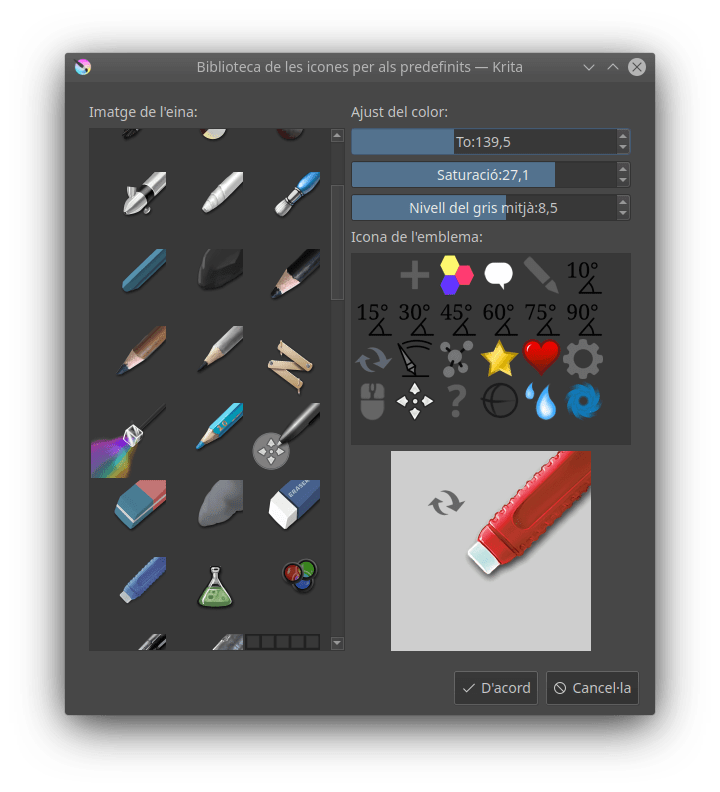 Biblioteca de les icones per als predefinits — Krita
Imatge de l'eina:
Ajust del color:
To:139,5
Saturació:27,1
Nivell del gris mitjà:8,5
Icona de l'emblema:
10°
15° 30° 45° 60° 75° 90°
?
ERASER
D'acord
Cancel·la